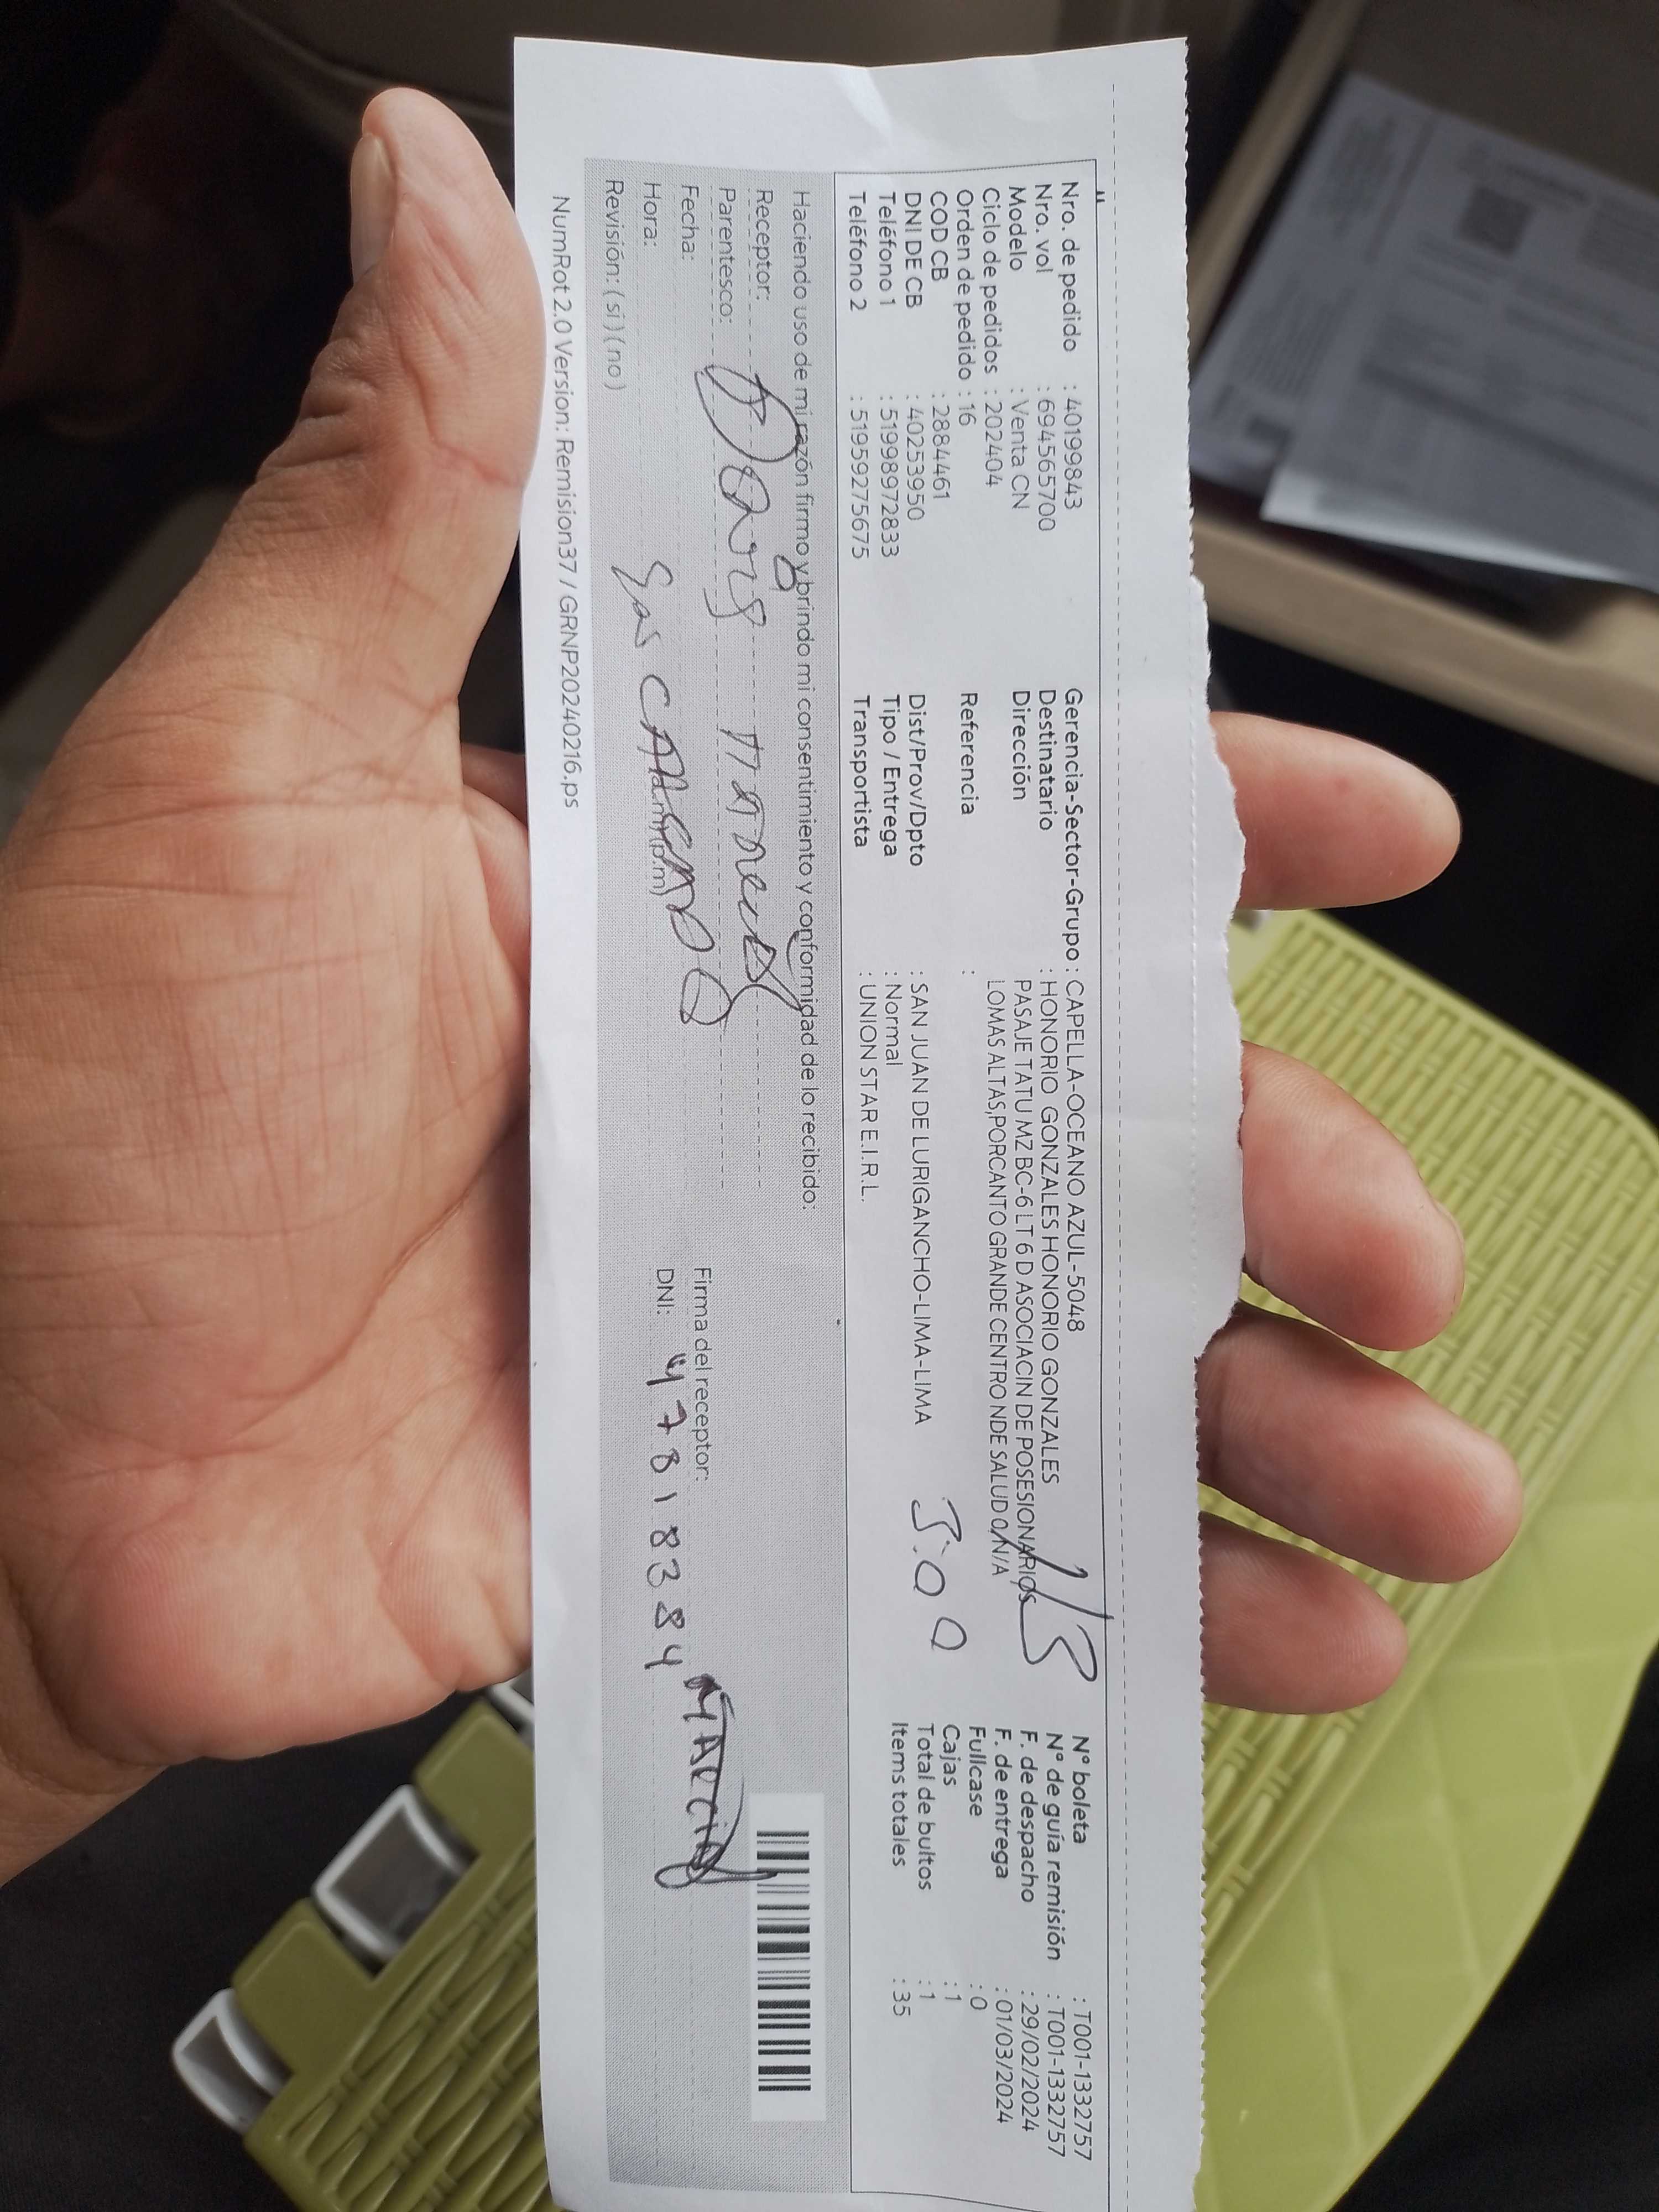 Nro. de pedido : 40199843
Nro. vol : 694565700
Modelo : Venta CN
Ciclo de pedidos : 202404
Orden de pedido : 16
COD CB : 2884461
DNI DE CB : 40253950
Teléfono 1 : 51998972833
Teléfono 2 : 51959275675
Gerencia-Sector-Grupo : CAPELLA-OCEANO AZUL-5048
Destinatario : HONORIO GONZALES HONORIO GONZALES
Dirección PASAJE TATU MZ BC-6 LT 6 D ASOCIACIN DE POSESIONARIOS
LOMAS ALTAS,PORCANTO GRANDE CENTRO NDE SALUD 0/N/A
Referencia :
Dist/Prov/Dpto : SAN JUAN DE LURIGANCHO-LIMA-LIMA
Tipo / Entrega : Normal
Transportista : UNION STAR E.I.R.L.
1/3
3:00
N° boleta : T001-1332757
N° de guía remisión : T001-1332757
F. de despacho : 29/02/2024
F. de entrega : 01/03/2024
Fullcase : 0
Cajas : 1
Total de bultos : 1
Items totales : 35
Haciendo uso de mi razón firmo y brindo mi consentimiento y conformidad de lo recibido:
Receptor:
Parentesco:
Fecha:
Hora: (a.m./p.m)
Revisión: ( si ) ( no )
Firma del receptor:
DNI: 47818384
NumRot 2.0 Version: Remision37 / GRNP20240216.ps